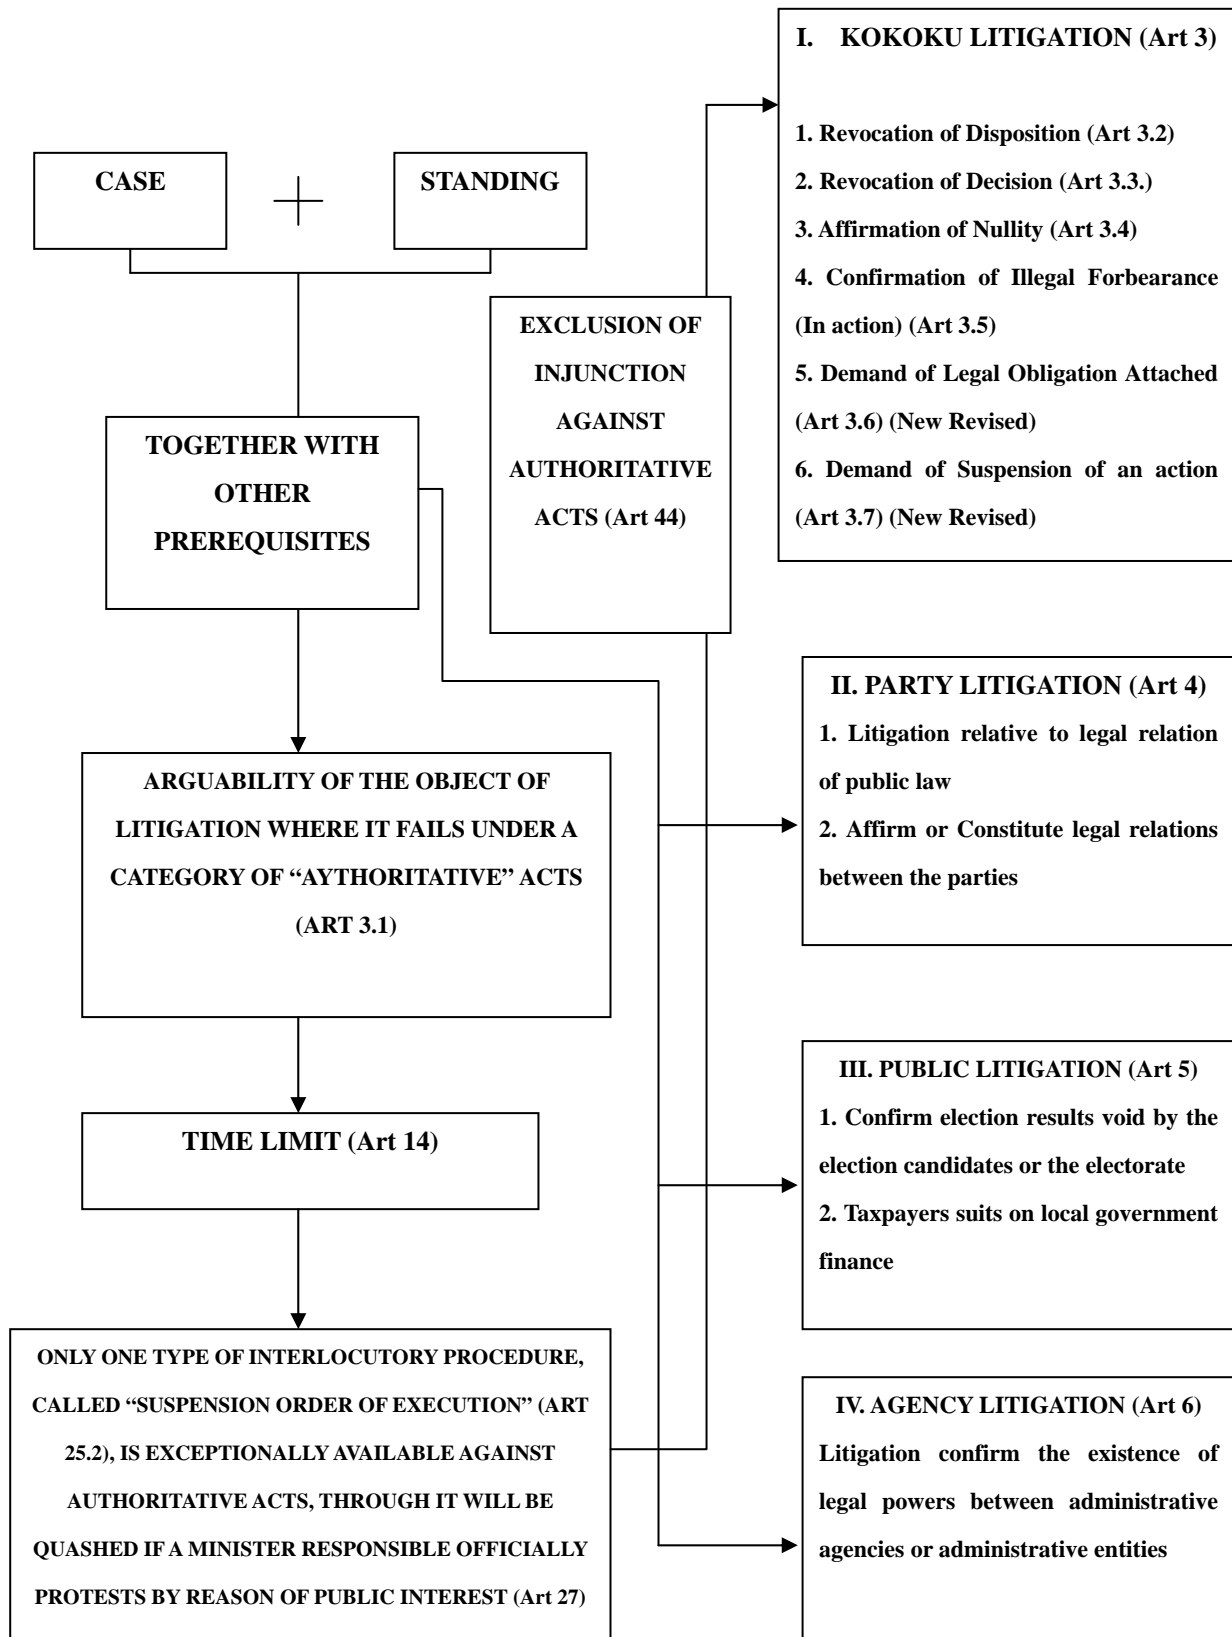 CASE
STANDING
TOGETHER WITH
OTHER
PREREQUISITES
ARGUABILITY OF THE OBJECT OF
LITIGATION WHERE IT FAILS UNDER A
CATEGORY OF “AYTHORITATIVE” ACTS
(ART 3.1)
TIME LIMIT (Art 14)
ONLY ONE TYPE OF INTERLOCUTORY PROCEDURE,
CALLED “SUSPENSION ORDER OF EXECUTION” (ART
25.2), IS EXCEPTIONALLY AVAILABLE AGAINST
AUTHORITATIVE ACTS, THROUGH IT WILL BE
QUASHED IF A MINISTER RESPONSIBLE OFFICIALLY
PROTESTS BY REASON OF PUBLIC INTEREST (Art 27)
EXCLUSION OF
INJUNCTION
AGAINST
AUTHORITATIVE
ACTS (Art 44)
I. KOKOKU LITIGATION (Art 3)
1. Revocation of Disposition (Art 3.2)
2. Revocation of Decision (Art 3.3.)
3. Affirmation of Nullity (Art 3.4)
4. Confirmation of Illegal Forbearance
(In action) (Art 3.5)
5. Demand of Legal Obligation Attached
(Art 3.6) (New Revised)
6. Demand of Suspension of an action
(Art 3.7) (New Revised)
II. PARTY LITIGATION (Art 4)
1. Litigation relative to legal relation
of public law
2. Affirm or Constitute legal relations
between the parties
III. PUBLIC LITIGATION (Art 5)
1. Confirm election results void by the
election candidates or the electorate
2. Taxpayers suits on local government
finance
IV. AGENCY LITIGATION (Art 6)
Litigation confirm the existence of
legal powers between administrative
agencies or administrative entities